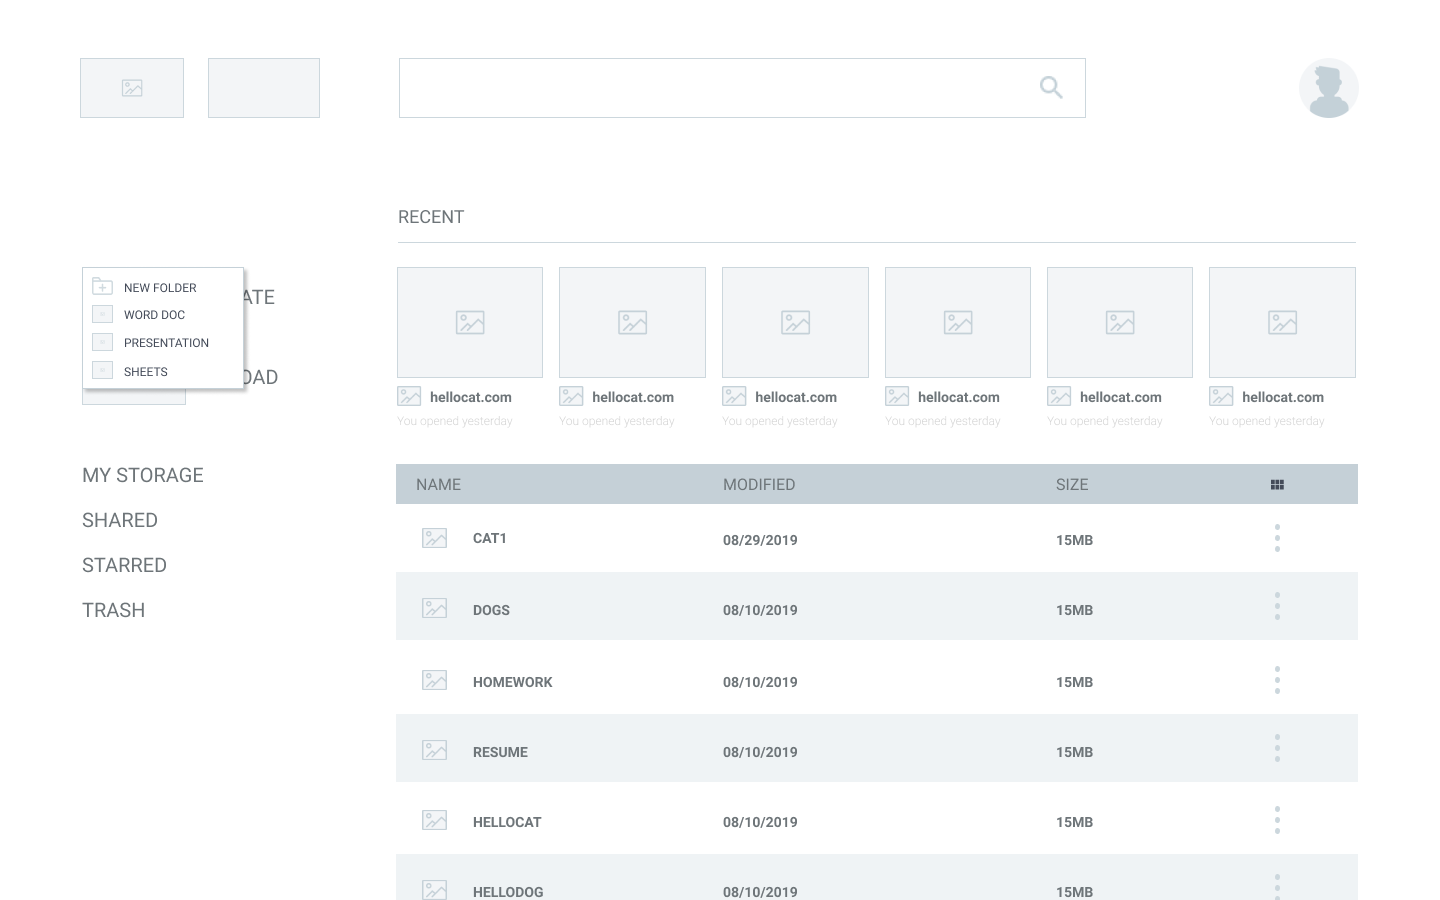 RECENT
NEW FOLDER
WORD DOC
PRESENTATION
SHEETS
ATE
OAD
hellocat.com hellocat.com hellocat.com hellocat.com hellocat.com hellocat.com
You opened yesterday You opened yesterday You opened yesterday You opened yesterday You opened yesterday You opened yesterday
MY STORAGE
SHARED
STARRED
TRASH
NAME MODIFIED SIZE
CAT1 08/29/2019 15MB
DOGS 08/10/2019 15MB
HOMEWORK 08/10/2019 15MB
RESUME 08/10/2019 15MB
HELLOCAT 08/10/2019 15MB
HELLODOG 08/10/2019 15MB